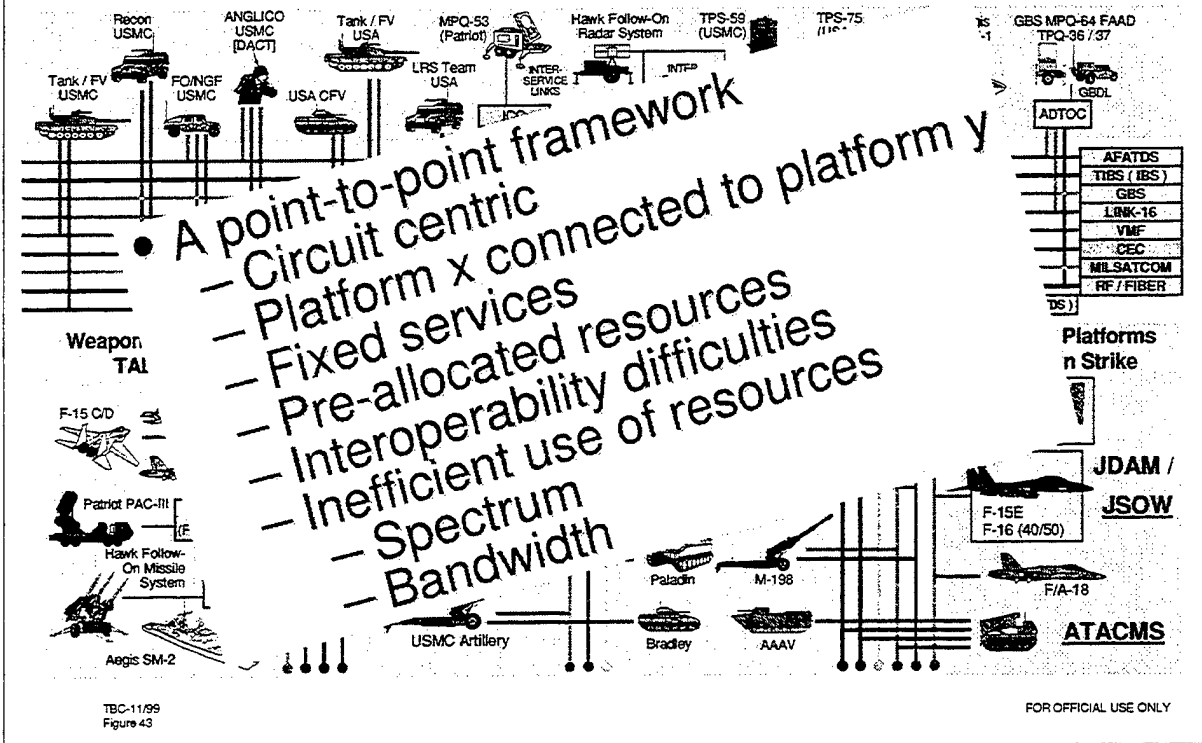 Recon
USMC
ANGLICO
USMC
[DACT]
Tank / FV
USA
MPQ-53
(Patriot)
Hawk Follow-On
Radar System
TPS-59
(USMC)
TPS-75
GBS MPQ-64 FAAD
TPQ-36 / 37
Tank / FV
USMC
FO/NGF
USMC
USA CFV
LRS Team
USA
INTER-
SERVICE
LINKS
INTER
GBDL
ADTOC
AFATDS
TIBS ( IBS )
GBS
LINK-16
VMF
CEC
MILSATCOM
RF / FIBER
DS )
• A point-to-point framework
– Circuit centric
– Platform x connected to platform y
– Fixed services
– Pre-allocated resources
– Interoperability difficulties
– Inefficient use of resources
– Spectrum
– Bandwidth
Weapon
TAI
Platforms
n Strike
F-15 C/D
Patriot PAC-III
(F
Hawk Follow-
On Missile
System
Aegis SM-2
JDAM /
JSOW
F-15E
F-16 (40/50)
Paladin
M-198
F/A-18
USMC Artillery
Bradley
AAAV
ATACMS
TBC-11/99
Figure 43
FOR OFFICIAL USE ONLY